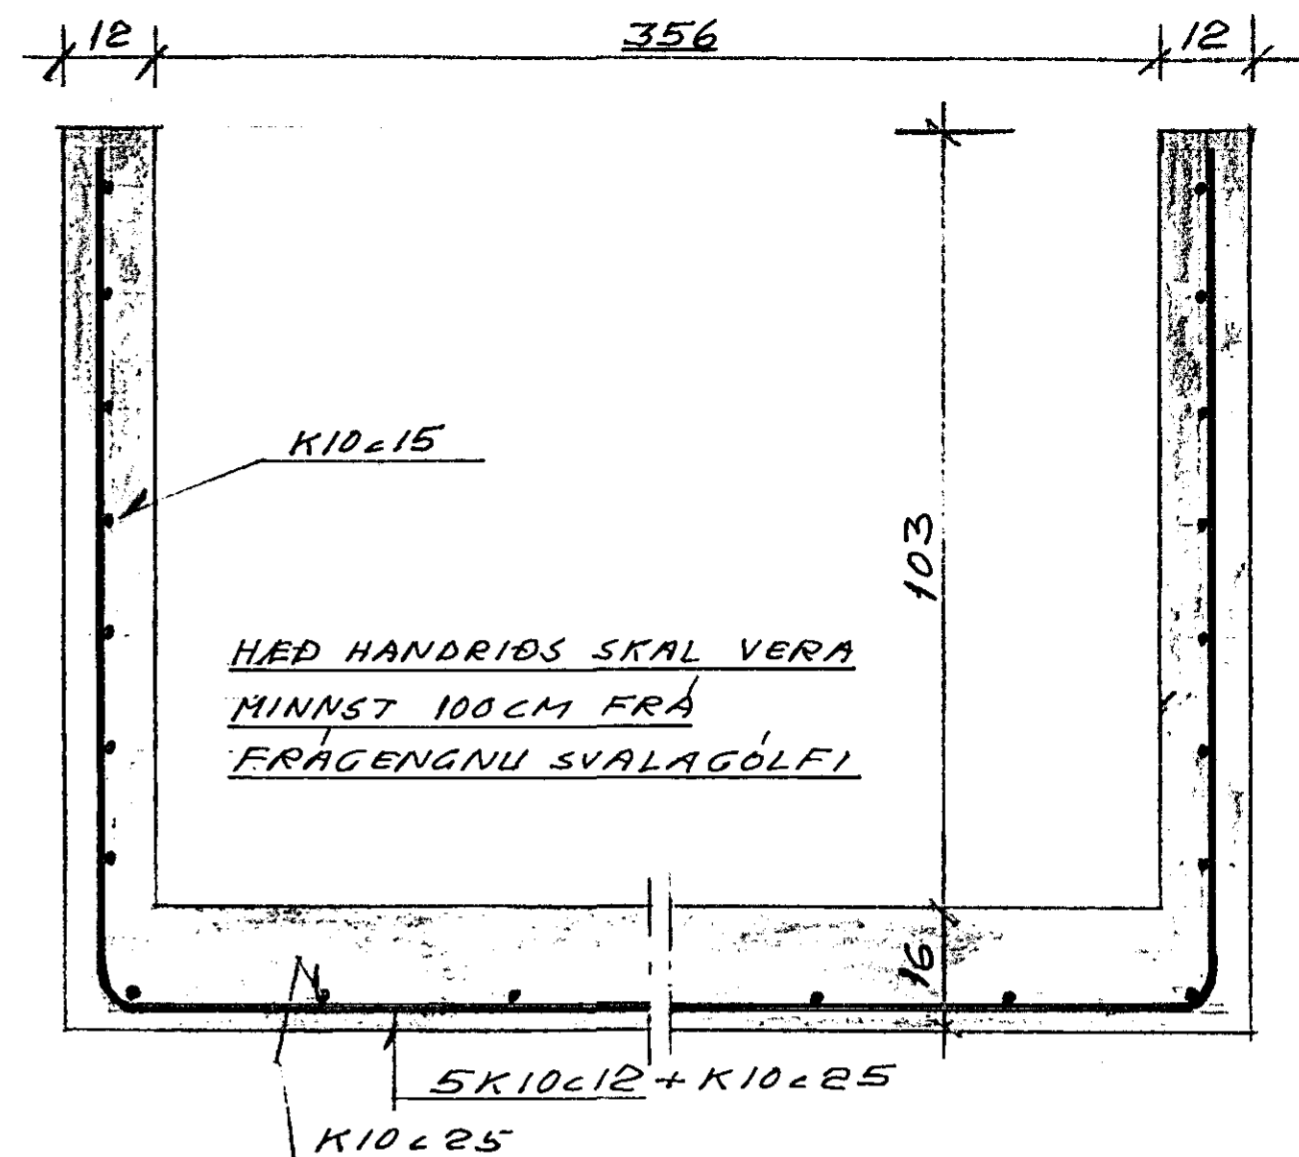 12 356 12
K10c15
103
HÆÐ HANDRIÐS SKAL VERA
MINNST 100CM FRÁ
FRÁGENGNU SVALAGÓLFI
16
5K10c12 + K10c25
K10c25